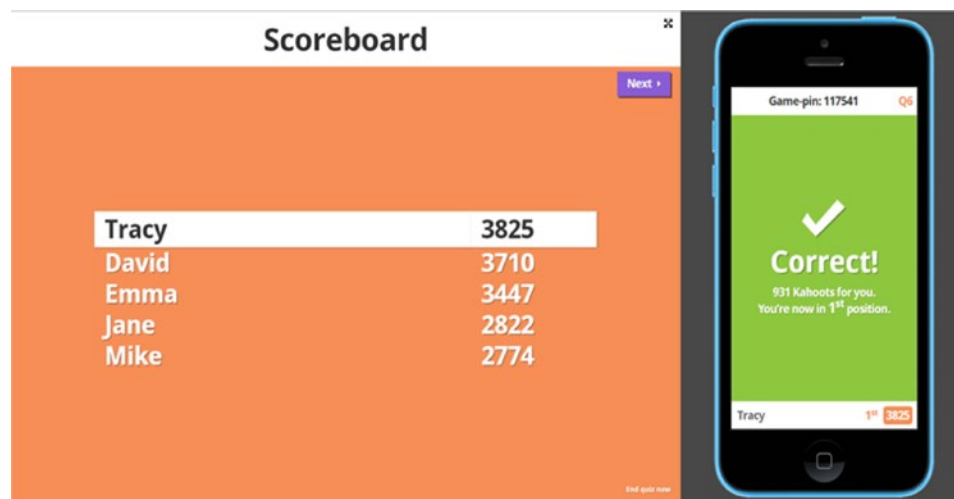 Scoreboard
Next
Tracy 3825
David 3710
Emma 3447
Jane 2822
Mike 2774
End quiz now
Game-pin: 117541 Q6
Correct!
931 Kahoots for you.
You're now in 1st position.
Tracy 1st 3825